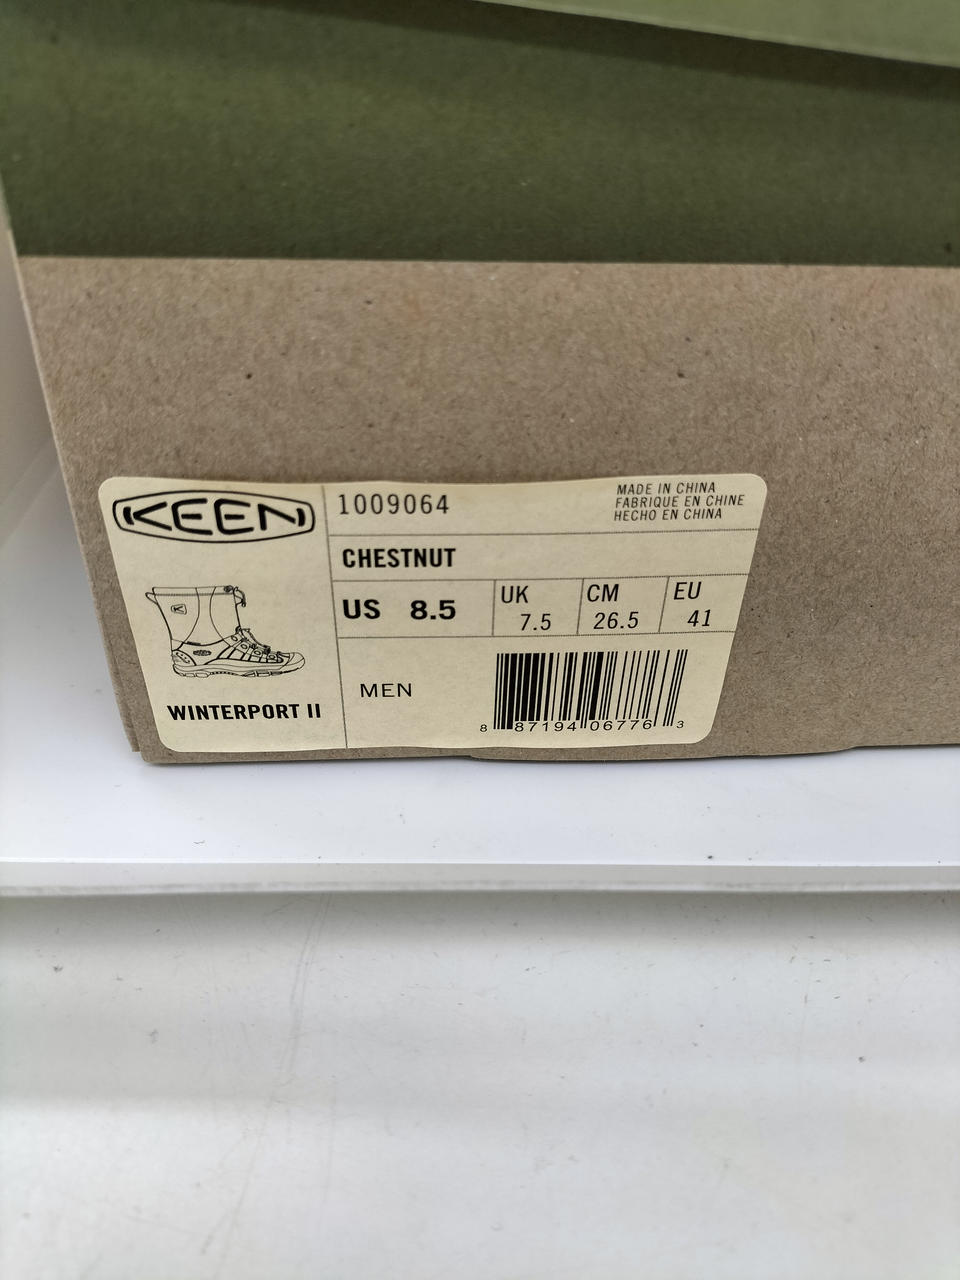 KEEN
1009064
MADE IN CHINA
FABRIQUE EN CHINE
HECHO EN CHINA
CHESTNUT
US 8.5
UK 7.5
CM 26.5
EU 41
WINTERPORT II
MEN
8 87194 06776 3